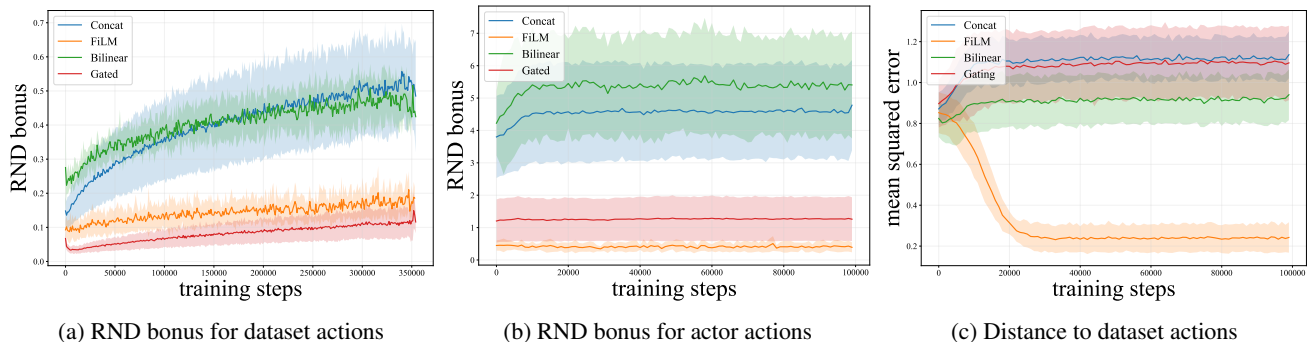 Concat
FiLM
Bilinear
Gated
RND bonus
0.7
0.6
0.5
0.4
0.3
0.2
0.1
0.0
0 50000 100000 150000 200000 250000 300000 350000
training steps
(a) RND bonus for dataset actions
Concat
FiLM
Bilinear
Gated
RND bonus
7
6
5
4
3
2
1
0
0 20000 40000 60000 80000 100000
training steps
(b) RND bonus for actor actions
Concat
FiLM
Bilinear
Gating
mean squared error
1.2
1.0
0.8
0.6
0.4
0.2
0 20000 40000 60000 80000 100000
training steps
(c) Distance to dataset actions